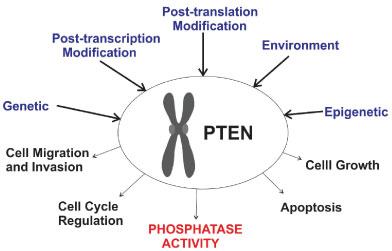 Post-translation
Modification
Post-transcription
Modification
Environment
Genetic
Epigenetic
PTEN
Cell Migration
and Invasion
Celll Growth
Cell Cycle
Regulation
Apoptosis
PHOSPHATASE
ACTIVITY